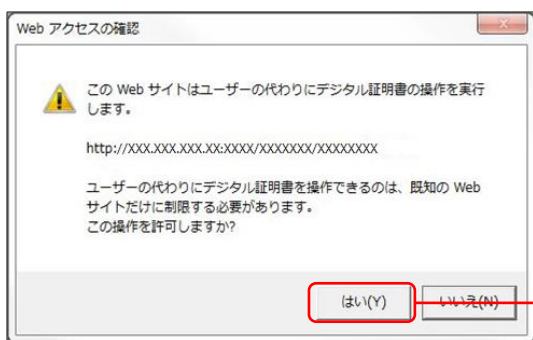 Web アクセスの確認
この Web サイトはユーザーの代わりにデジタル証明書の操作を実行
します。
http://XXX.XXX.XXX.XX:XXXX/XXXXXXX/XXXXXXXX
ユーザーの代わりにデジタル証明書を操作できるのは、既知の Web
サイトだけに制限する必要があります。
この操作を許可しますか?
はい(Y) いいえ(N)